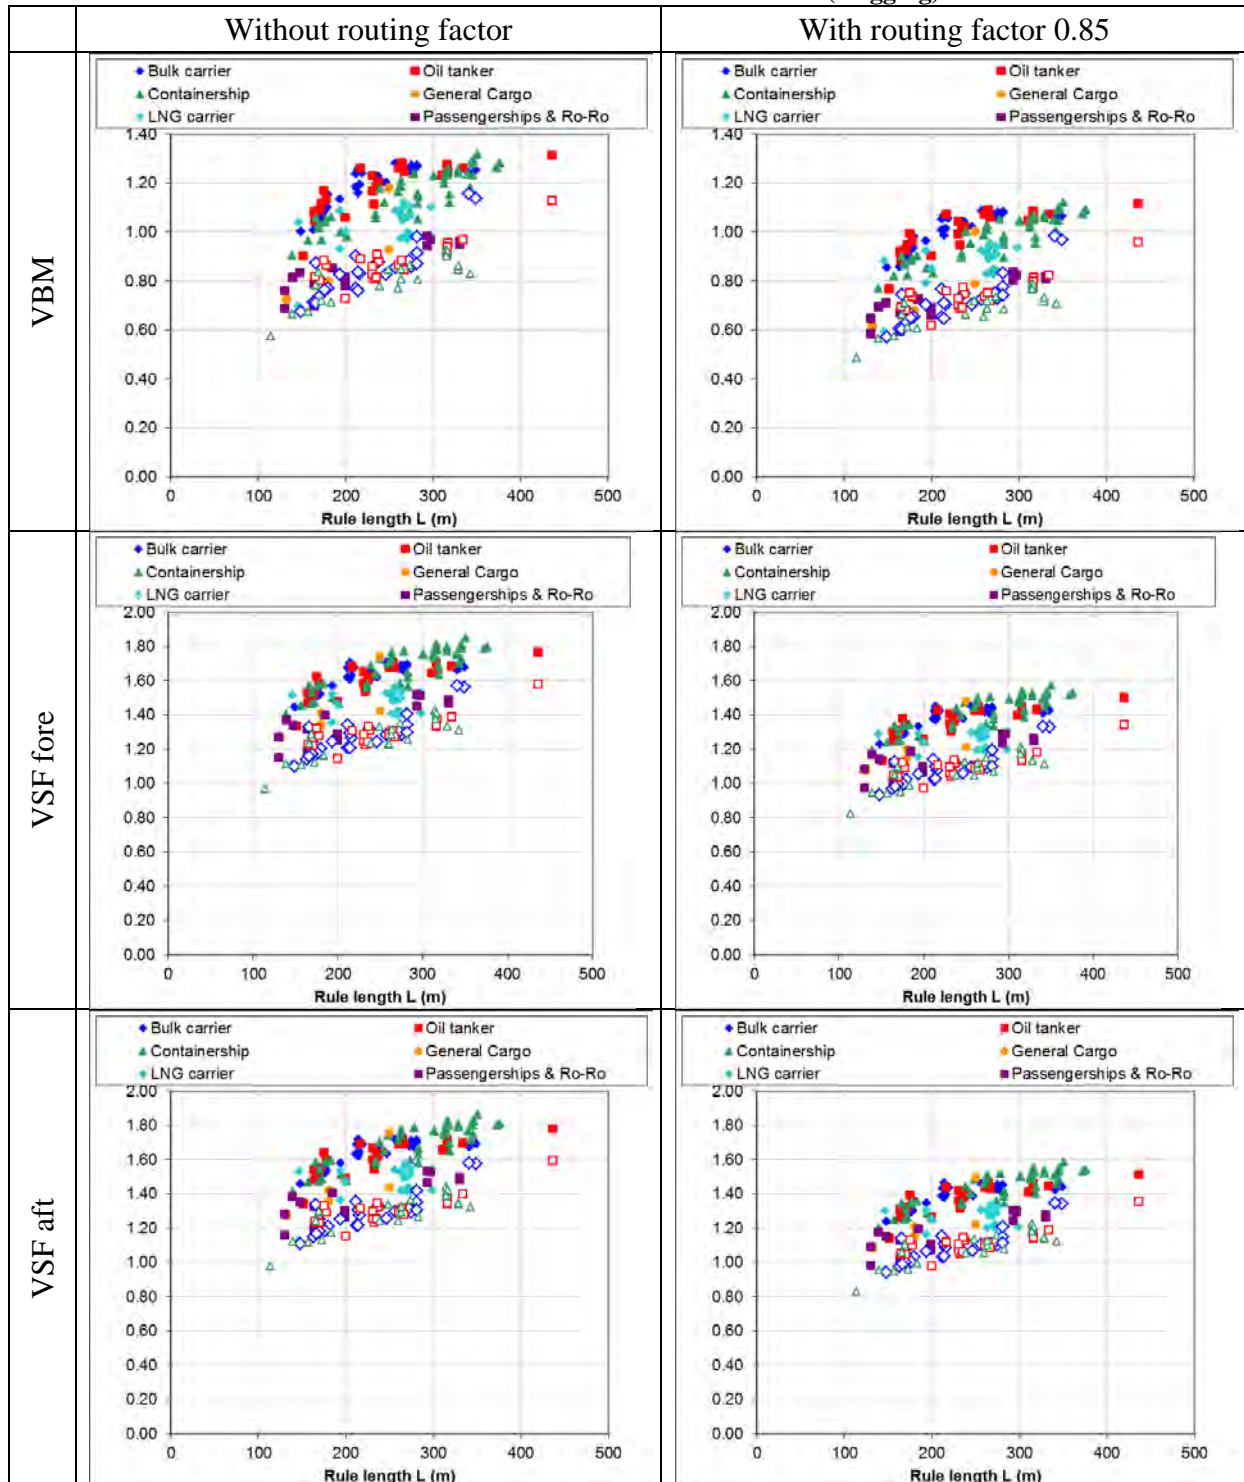 Without routing factor
With routing factor 0.85
VBM
Bulk carrier
Oil tanker
Containership
General Cargo
LNG carrier
Passengerships & Ro-Ro
1.40
1.20
1.00
0.80
0.60
0.40
0.20
0.00
0 100 200 300 400 500
Rule length L (m)
Bulk carrier
Oil tanker
Containership
General Cargo
LNG carrier
Passengerships & Ro-Ro
1.40
1.20
1.00
0.80
0.60
0.40
0.20
0.00
0 100 200 300 400 500
Rule length L (m)
VSF fore
Bulk carrier
Oil tanker
Containership
General Cargo
LNG carrier
Passengerships & Ro-Ro
2.00
1.80
1.60
1.40
1.20
1.00
0.80
0.60
0.40
0.20
0.00
0 100 200 300 400 500
Rule length L (m)
Bulk carrier
Oil tanker
Containership
General Cargo
LNG carrier
Passengerships & Ro-Ro
2.00
1.80
1.60
1.40
1.20
1.00
0.80
0.60
0.40
0.20
0.00
0 100 200 300 400 500
Rule length L (m)
VSF aft
Bulk carrier
Oil tanker
Containership
General Cargo
LNG carrier
Passengerships & Ro-Ro
2.00
1.80
1.60
1.40
1.20
1.00
0.80
0.60
0.40
0.20
0.00
0 100 200 300 400 500
Rule length L (m)
Bulk carrier
Oil tanker
Containership
General Cargo
LNG carrier
Passengerships & Ro-Ro
2.00
1.80
1.60
1.40
1.20
1.00
0.80
0.60
0.40
0.20
0.00
0 100 200 300 400 500
Rule length L (m)